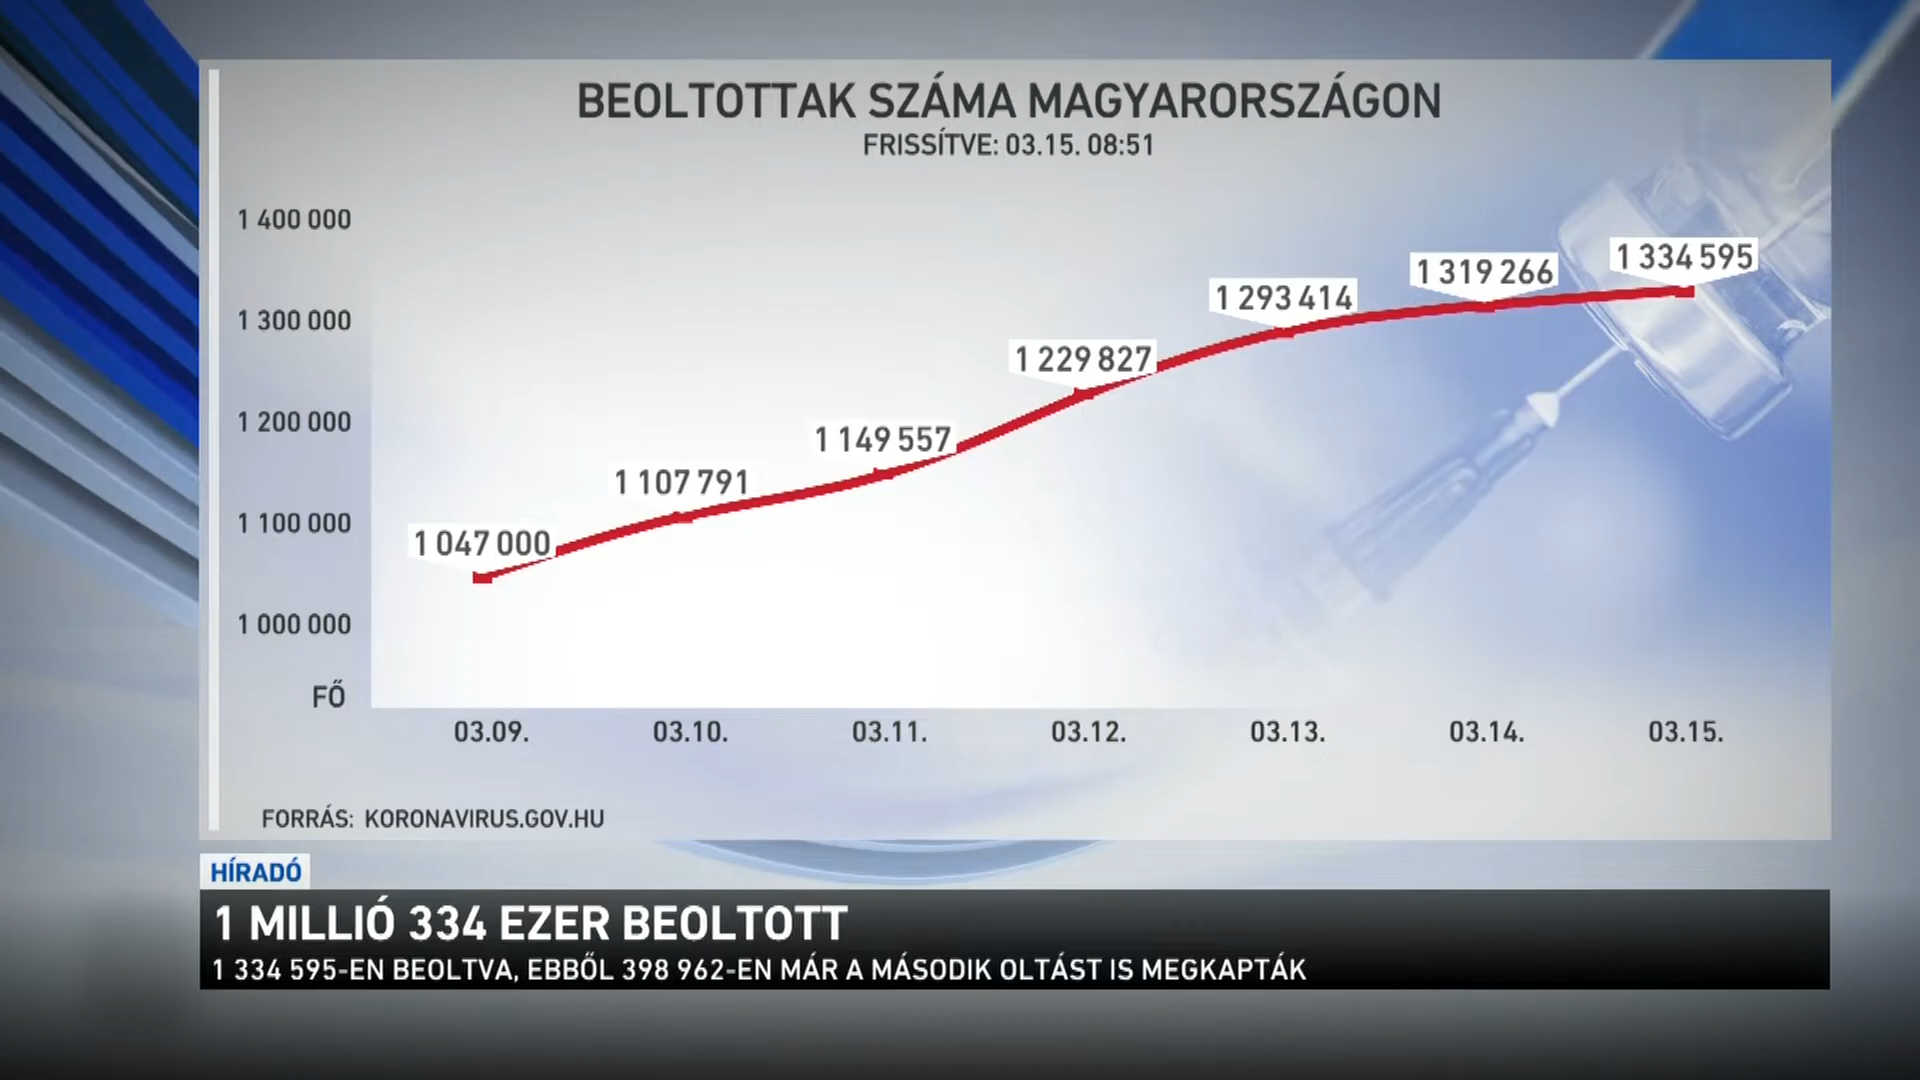 BEOLTOTTAK SZÁMA MAGYARORSZÁGON
FRISSÍTVE: 03.15. 08:51
1 400 000
1 300 000
1 200 000
1 100 000
1 000 000
FŐ
1 047 000
1 107 791
1 149 557
1 229 827
1 293 414
1 319 266
1 334 595
03.09. 03.10. 03.11. 03.12. 03.13. 03.14. 03.15.
FORRÁS: KORONAVIRUS.GOV.HU
HÍRADÓ
1 MILLIÓ 334 EZER BEOLTOTT
1 334 595-EN BEOLTVA, EBBŐL 398 962-EN MÁR A MÁSODIK OLTÁST IS MEGKAPTÁK